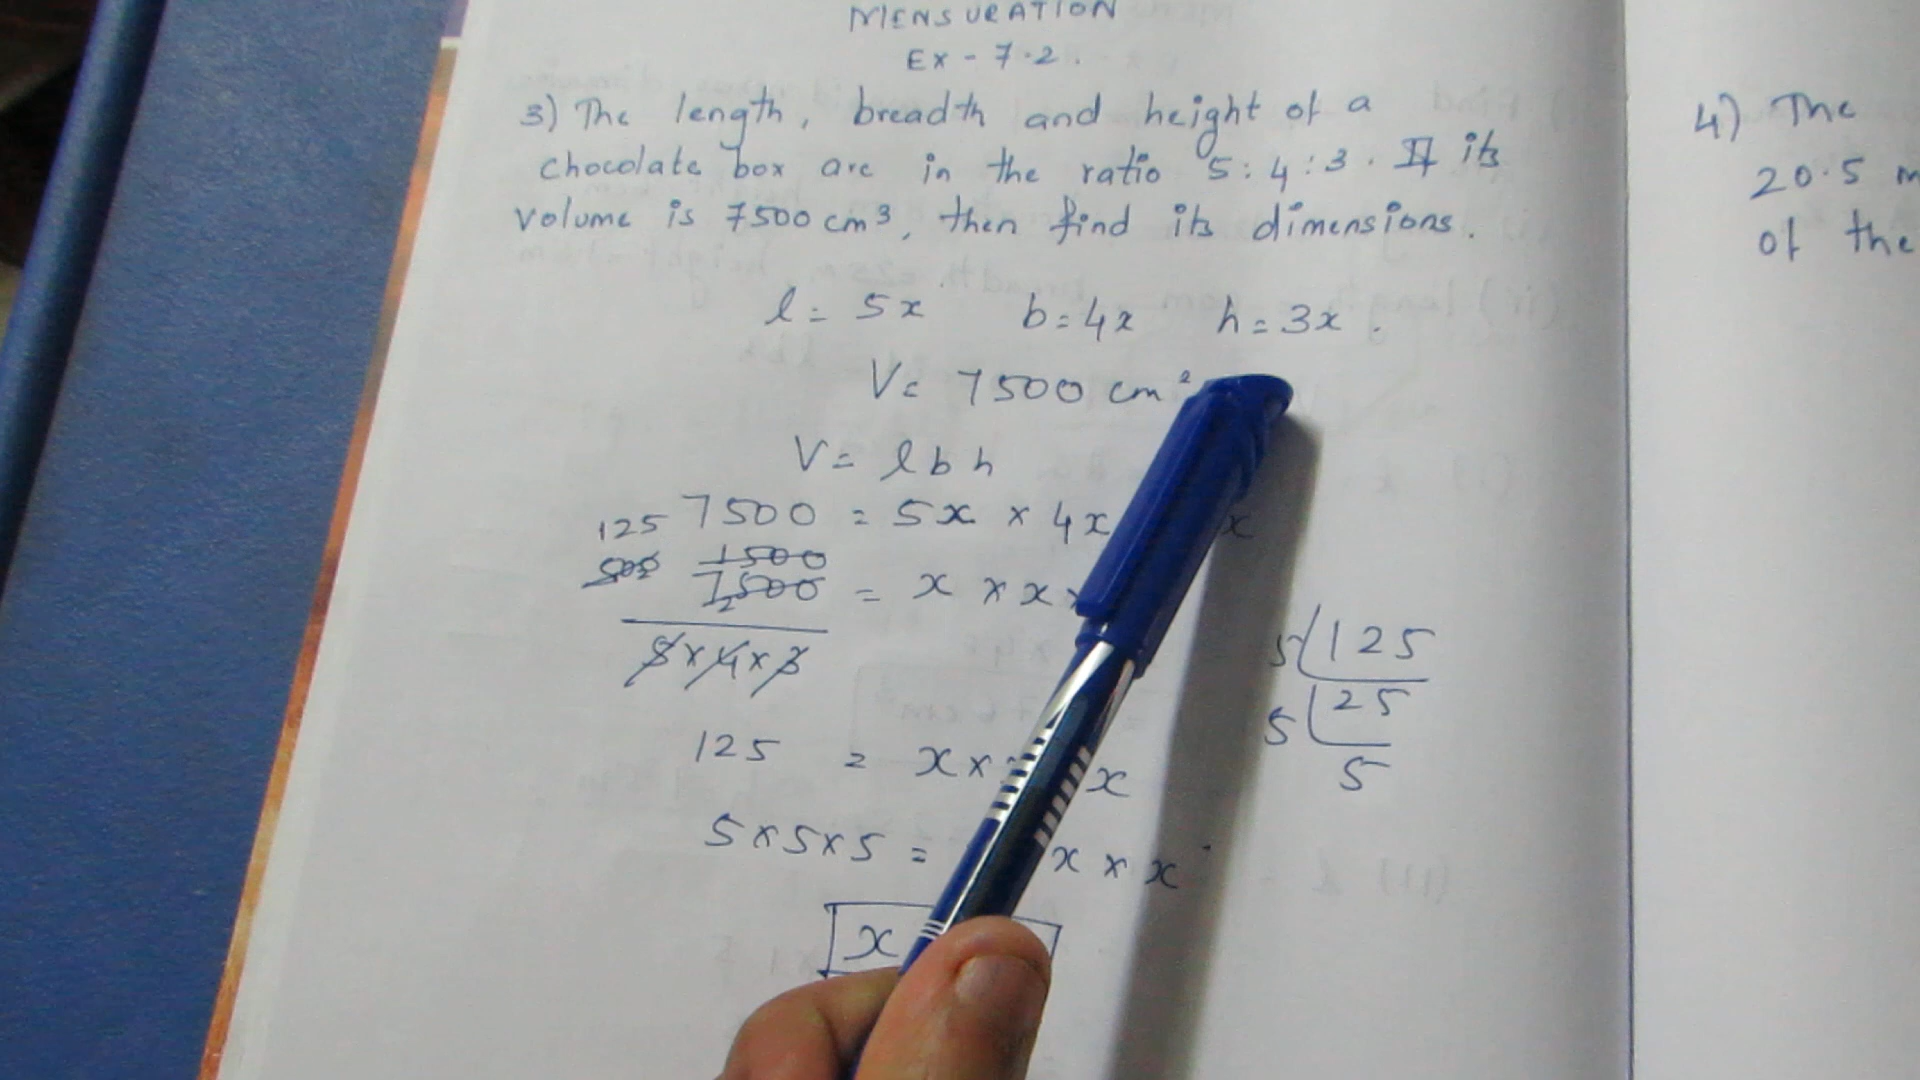 MENSURATION
Ex - 7.2.
3) The length, breadth and height of a
chocolate box are in the ratio 5:4:3. If its
volume is 7500 cm³, then find its dimensions.
l = 5x b = 4x h = 3x.
V = 7500 cm²
V = l b h
125 7500 = 5x × 4x x
1500
7500 = x × x ×
5×4×3
5 125
125 = x × x
5 25
5
5×5×5 = x × x
x
4) The
20.5 m
of the